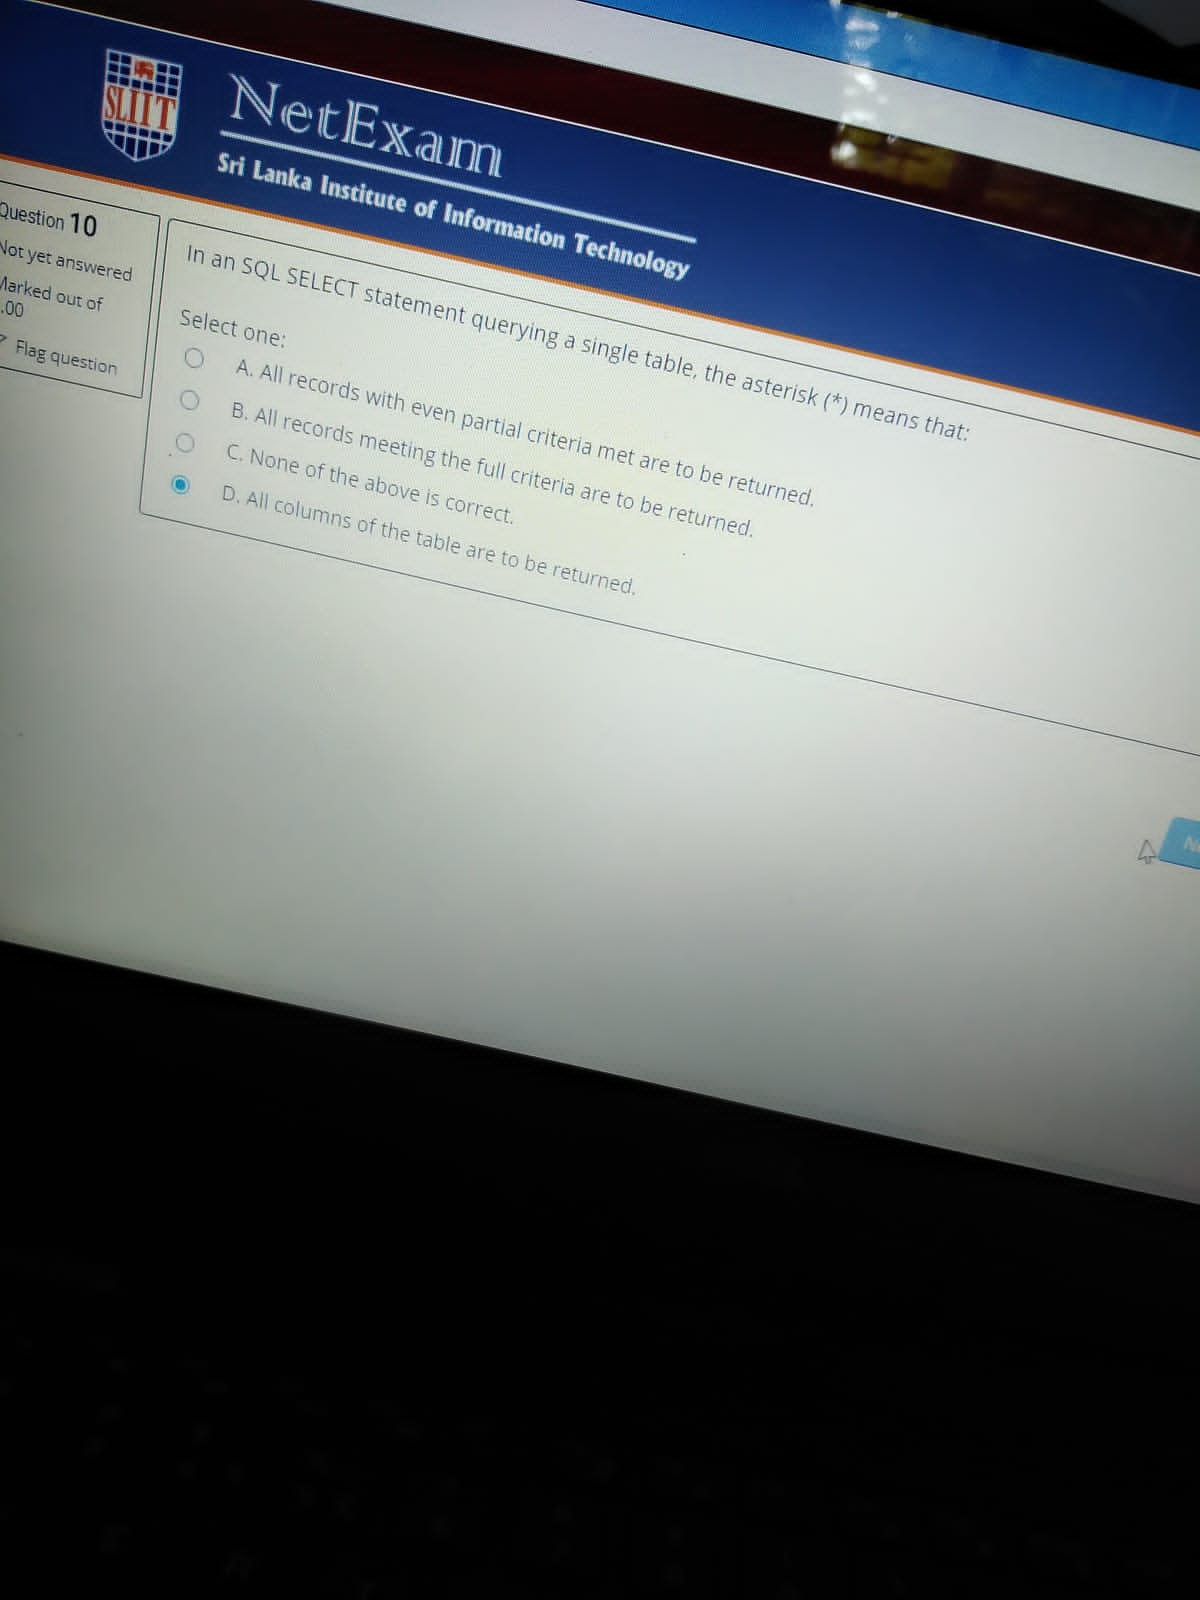 SLIIT
NetExam
Sri Lanka Institute of Information Technology
Question 10
Not yet answered
Marked out of
.00
Flag question
In an SQL SELECT statement querying a single table, the asterisk (*) means that:
Select one:
A. All records with even partial criteria met are to be returned.
B. All records meeting the full criteria are to be returned.
C. None of the above is correct.
D. All columns of the table are to be returned.